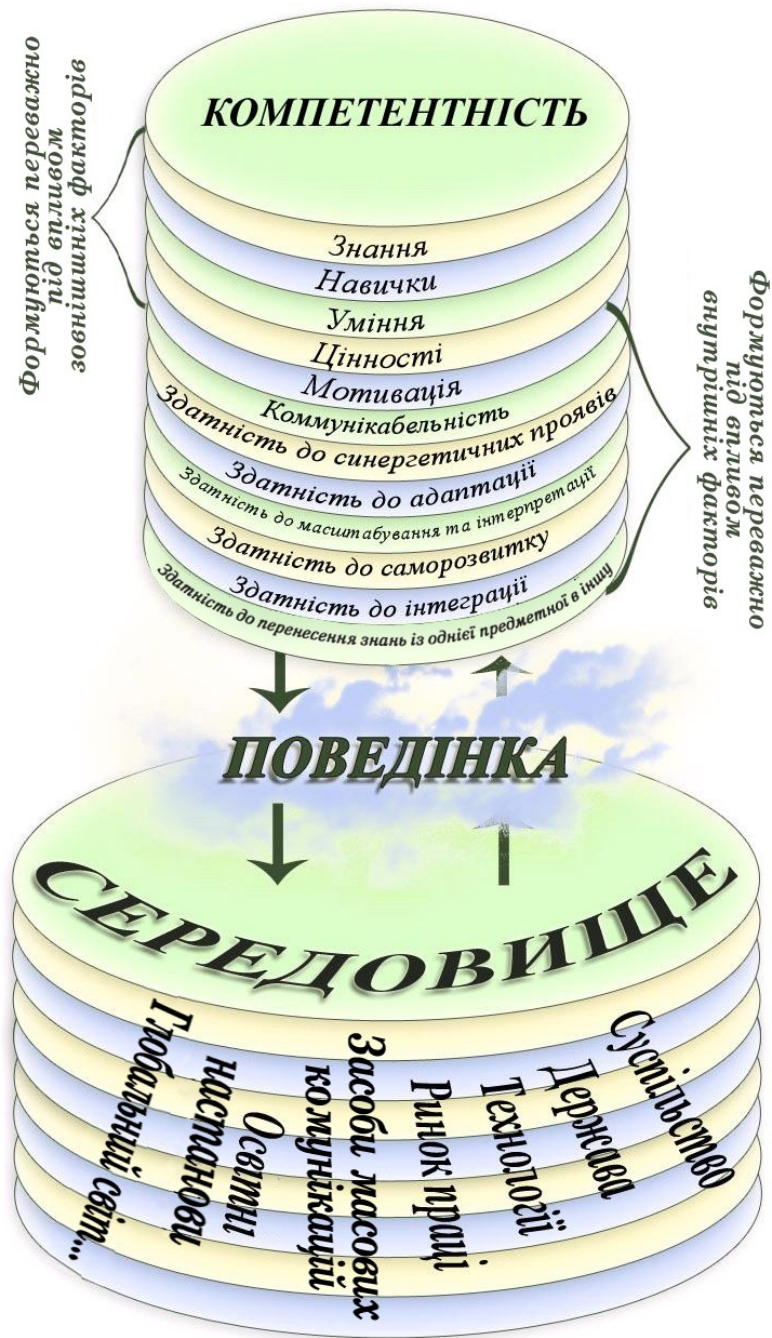 КОМПЕТЕНТНІСТЬ
Формуються переважно
під впливом
зовнішніх факторів
Знання
Навички
Уміння
Цінності
Мотивація
Коммунікабельність
Здатність до синергетичних проявів
Здатність до адаптації
Здатність до масштабування та інтерпретації
Здатність до саморозвитку
Здатність до інтеграції
Здатність до перенесення знань із однієї предметної в іншу
Формуються переважно
під впливом
внутрішніх факторів
ПОВЕДІНКА
СЕРЕДОВИЩЕ
Глобальний світ...
Освітні
настанови
Засоби масових
комунікацій
Ринок праці
Технології
Держава
Суспільство